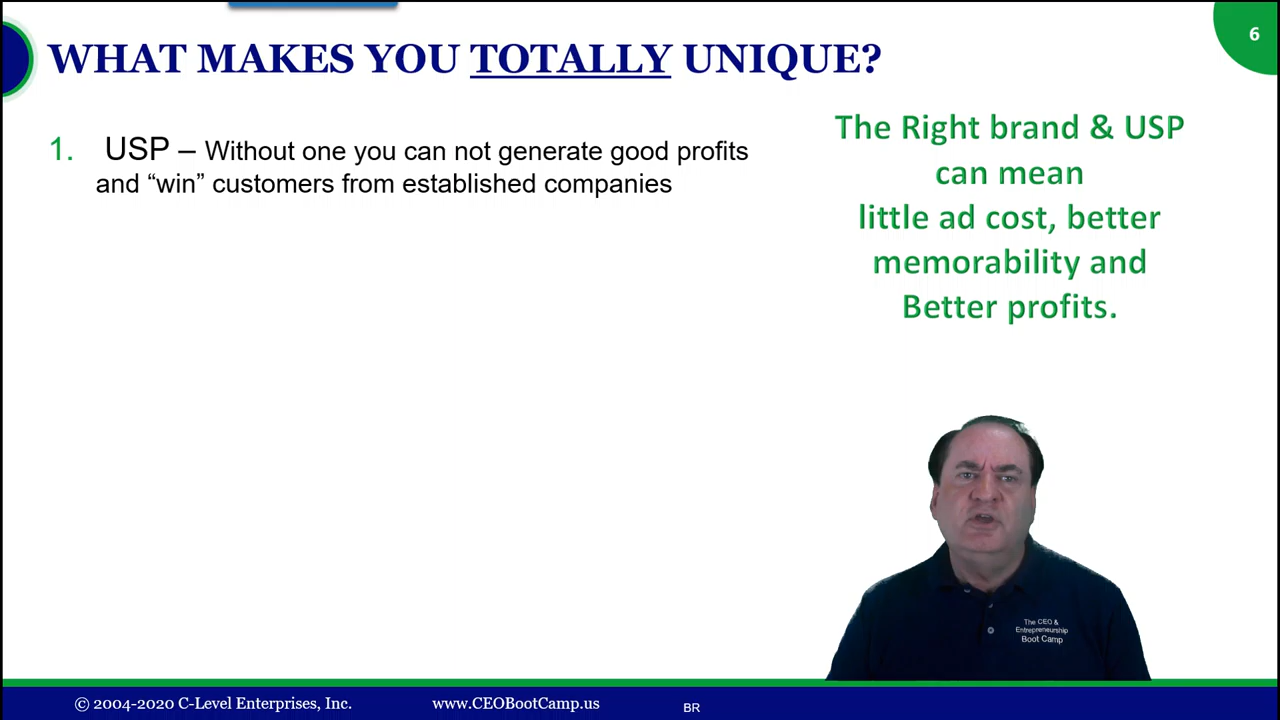 6
WHAT MAKES YOU TOTALLY UNIQUE?
1. USP – Without one you can not generate good profits
and “win” customers from established companies
The Right brand & USP
can mean
little ad cost, better
memorability and
Better profits.
The CEO &
Entrepreneurship
Boot Camp
© 2004-2020 C-Level Enterprises, Inc.
www.CEOBootCamp.us
BR